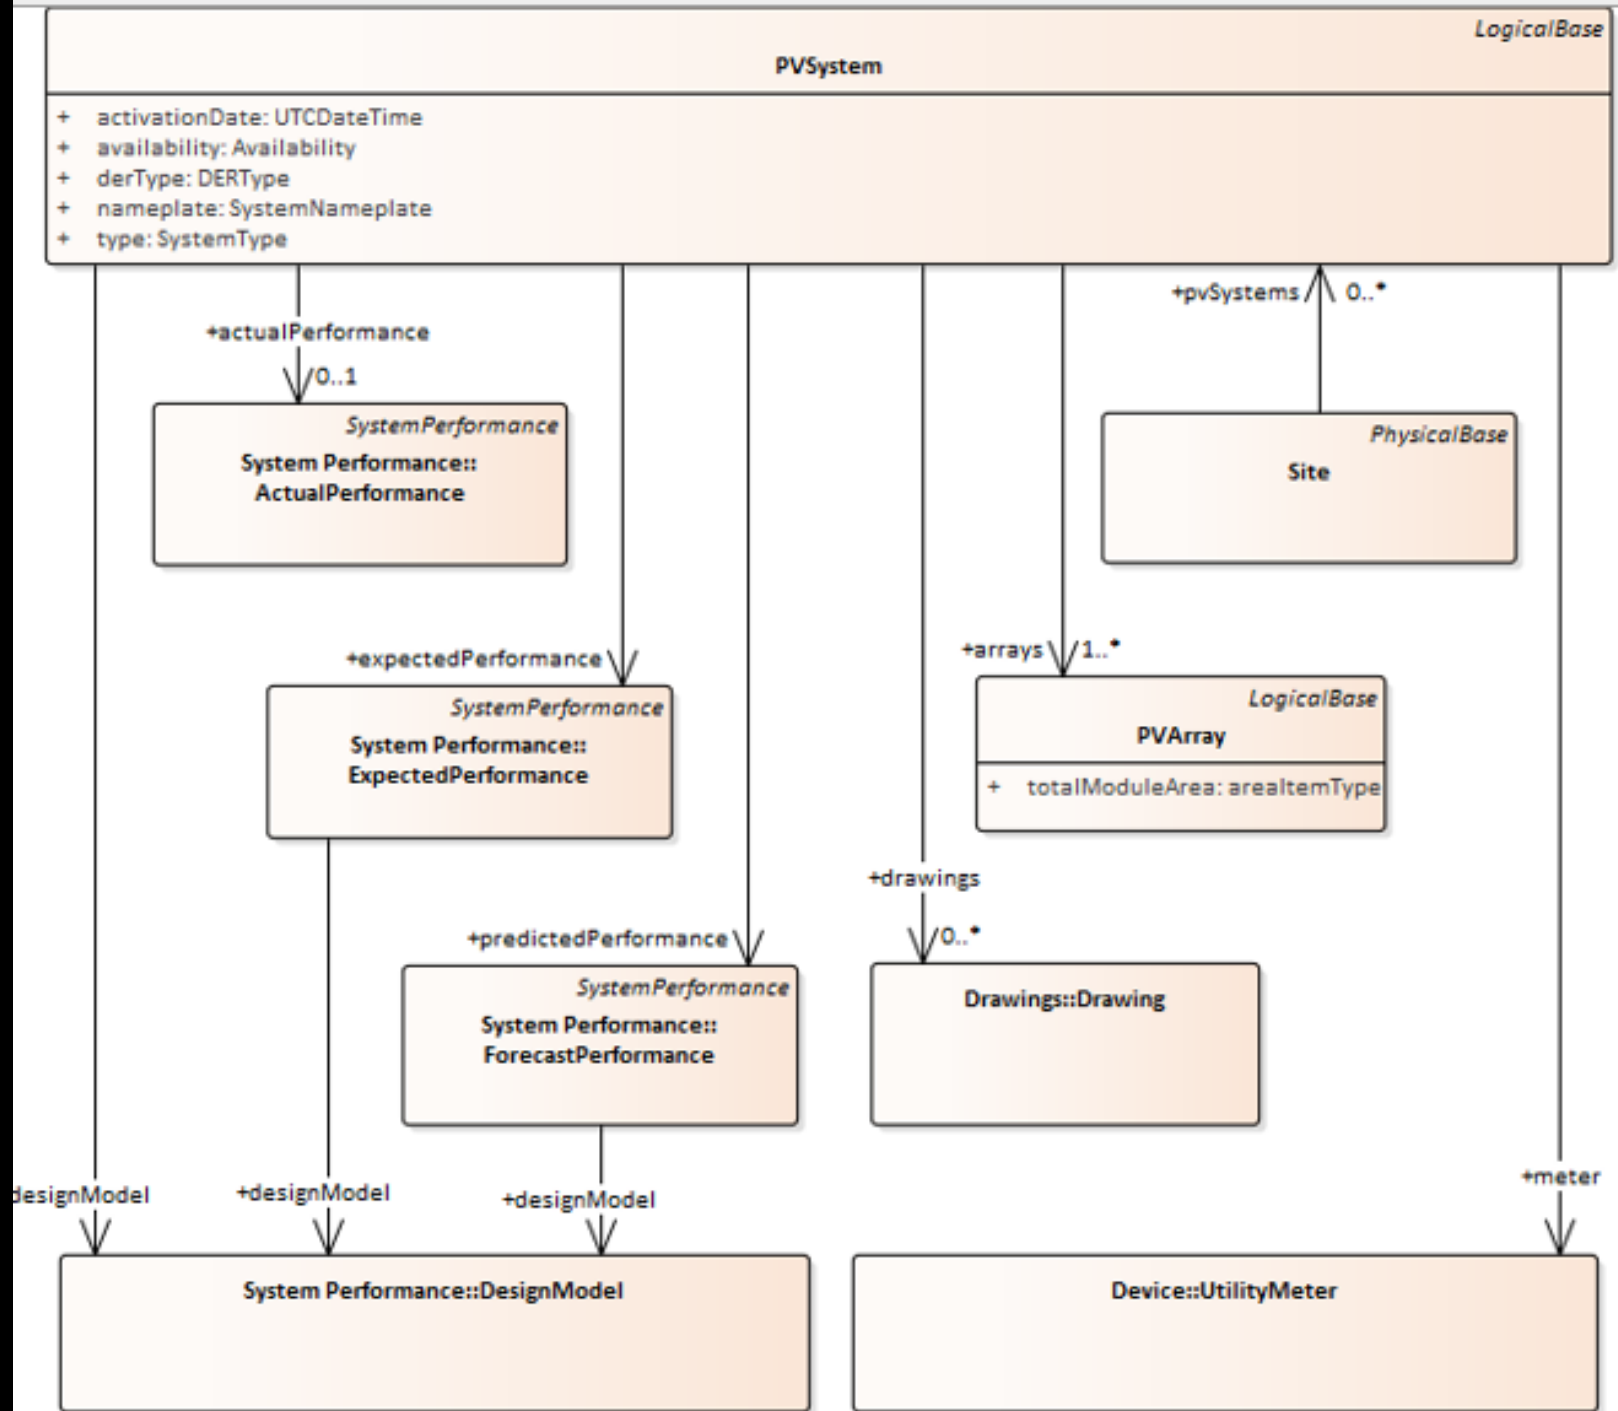 LogicalBase
PVSystem
+ activationDate: UTCDateTime
+ availability: Availability
+ derType: DERType
+ nameplate: SystemNameplate
+ type: SystemType
+pvSystems 0..*
+actualPerformance
0..1
SystemPerformance
System Performance::
ActualPerformance
PhysicalBase
Site
+expectedPerformance
+arrays 1..*
SystemPerformance
System Performance::
ExpectedPerformance
LogicalBase
PVArray
+ totalModuleArea: areaItemType
+drawings
0..*
+predictedPerformance
SystemPerformance
System Performance::
ForecastPerformance
Drawings::Drawing
designModel
+designModel
+designModel
+meter
System Performance::DesignModel
Device::UtilityMeter